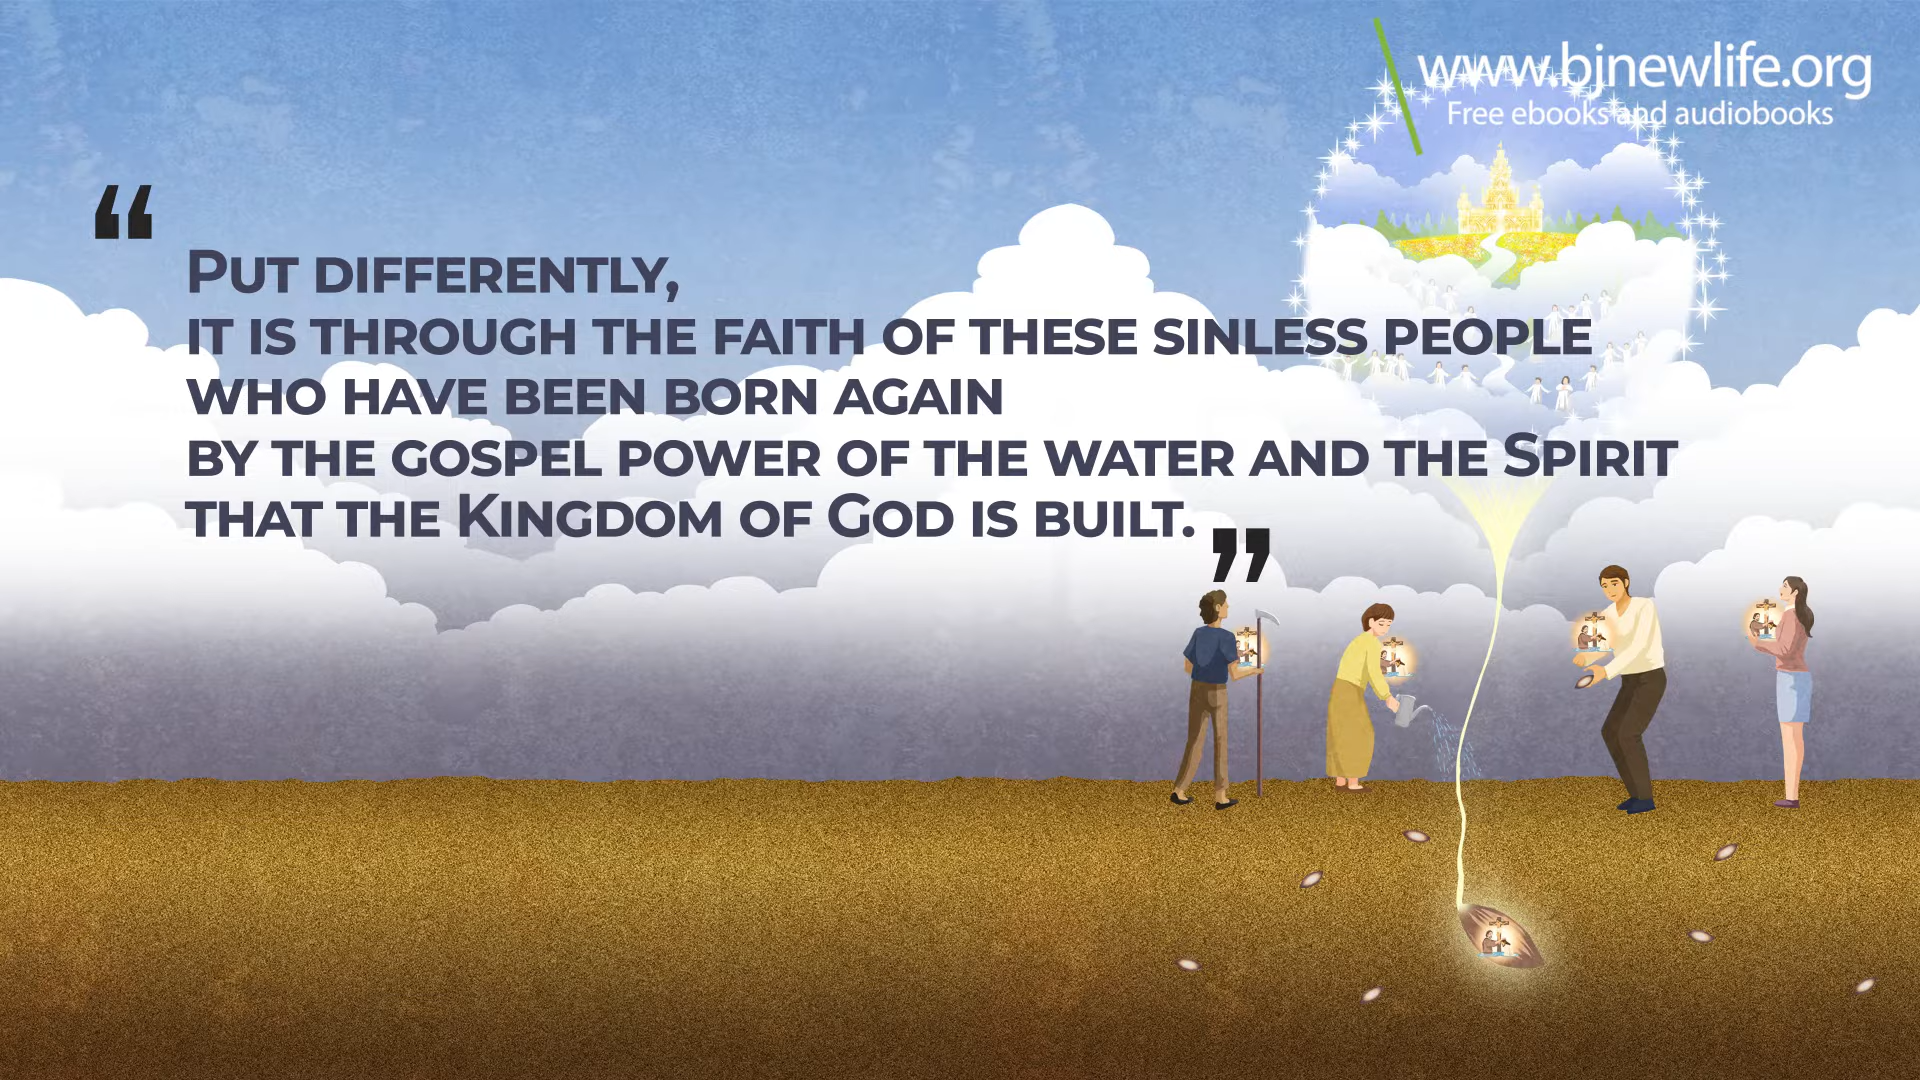 www.bjnewlife.org
Free ebooks and audiobooks
“
Put differently,
it is through the faith of these sinless people
who have been born again
by the gospel power of the water and the Spirit
that the Kingdom of God is built.
”